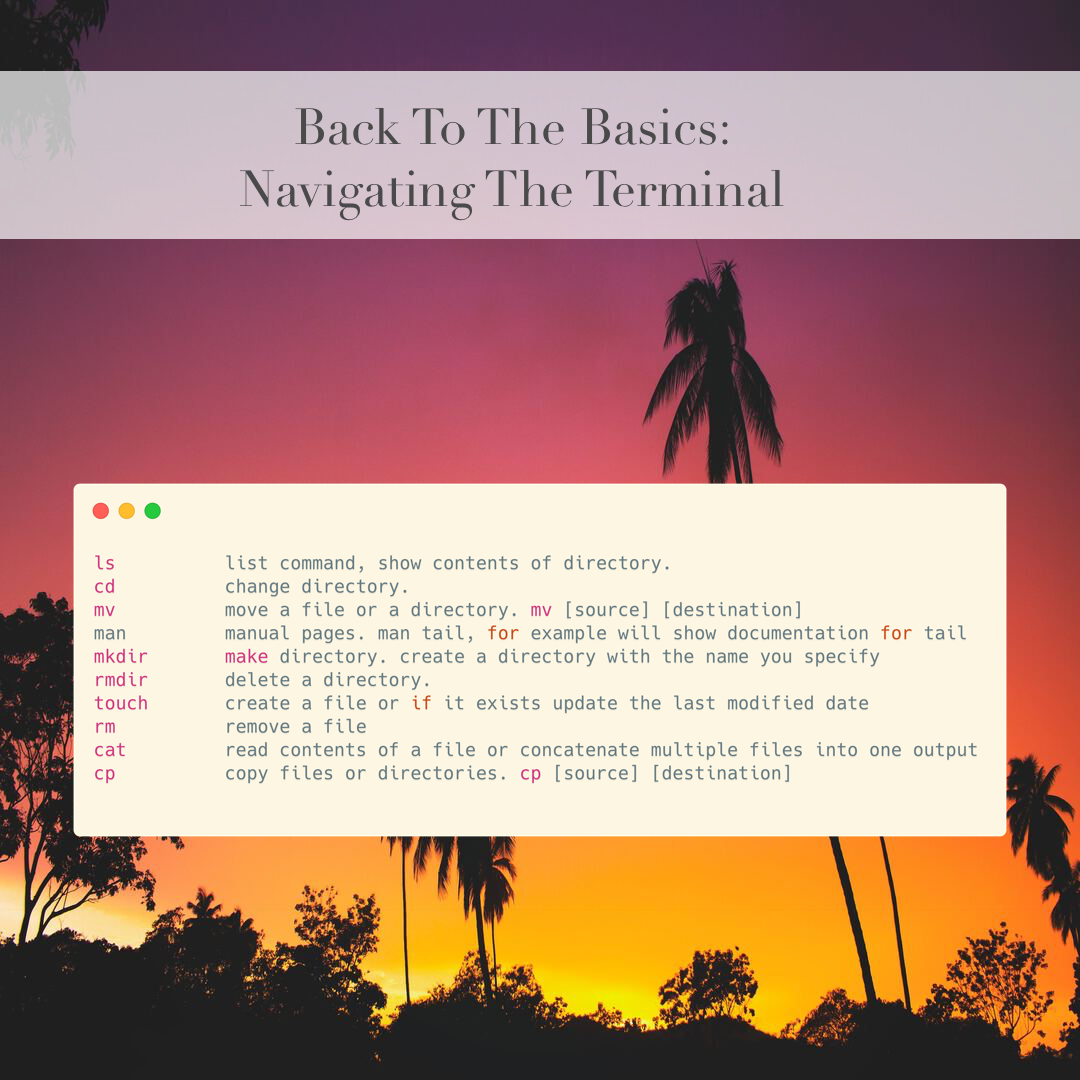 Back To The Basics:
Navigating The Terminal
ls list command, show contents of directory.
cd change directory.
mv move a file or a directory. mv [source] [destination]
man manual pages. man tail, for example will show documentation for tail
mkdir make directory. create a directory with the name you specify
rmdir delete a directory.
touch create a file or if it exists update the last modified date
rm remove a file
cat read contents of a file or concatenate multiple files into one output
cp copy files or directories. cp [source] [destination]